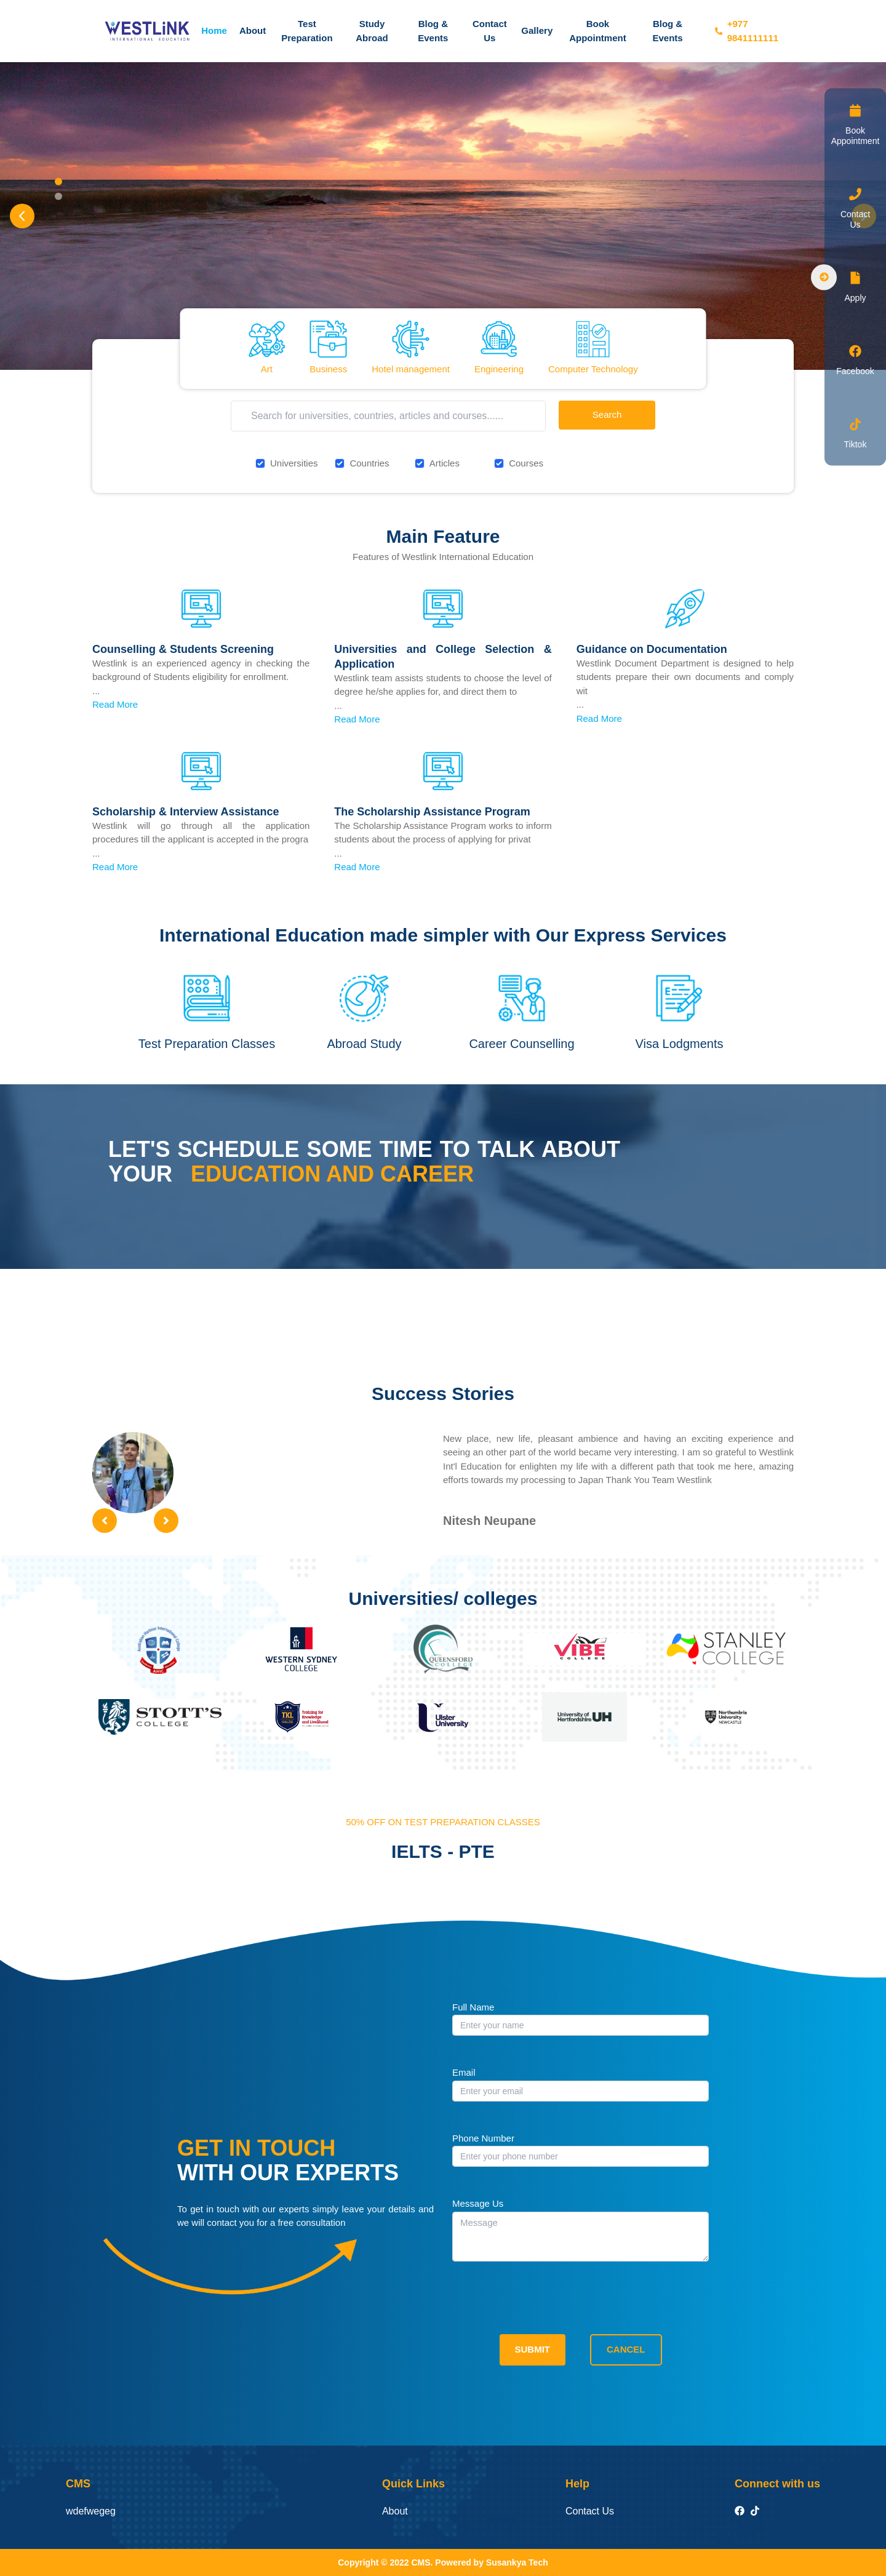 WESTLINK
INTERNATIONAL EDUCATION
Home
About
Test
Preparation
Study
Abroad
Blog &
Events
Contact
Us
Gallery
Book
Appointment
Blog &
Events
+977
9841111111
Book
Appointment
Contact
Us
Apply
Facebook
Tiktok
Art
Business
Hotel management
Engineering
Computer Technology
Search for universities, countries, articles and courses......
Search
Universities
Countries
Articles
Courses
Main Feature
Features of Westlink International Education
Counselling & Students Screening
Westlink is an experienced agency in checking the
background of Students eligibility for enrollment.
...
Read More
Universities and College Selection &
Application
Westlink team assists students to choose the level of
degree he/she applies for, and direct them to
...
Read More
Guidance on Documentation
Westlink Document Department is designed to help
students prepare their own documents and comply
wit
...
Read More
Scholarship & Interview Assistance
Westlink will go through all the application
procedures till the applicant is accepted in the progra
...
Read More
The Scholarship Assistance Program
The Scholarship Assistance Program works to inform
students about the process of applying for privat
...
Read More
International Education made simpler with Our Express Services
Test Preparation Classes
Abroad Study
Career Counselling
Visa Lodgments
LET'S SCHEDULE SOME TIME TO TALK ABOUT
YOUR EDUCATION AND CAREER
Success Stories
New place, new life, pleasant ambience and having an exciting experience and
seeing an other part of the world became very interesting. I am so grateful to Westlink
Int'l Education for enlighten my life with a different path that took me here, amazing
efforts towards my processing to Japan Thank You Team Westlink
Nitesh Neupane
Universities/ colleges
WESTERN SYDNEY
COLLEGE
QUEENSFORD
COLLEGE
VIBE
COLLEGE
STANLEY
COLLEGE
STOTT'S
COLLEGE
TKL
Training for
Knowledge
and Livelihood
Ulster
University
University of
Hertfordshire UH
Northumbria
University
NEWCASTLE
50% OFF ON TEST PREPARATION CLASSES
IELTS - PTE
Full Name
Enter your name
Email
Enter your email
Phone Number
Enter your phone number
Message Us
Message
GET IN TOUCH
WITH OUR EXPERTS
To get in touch with our experts simply leave your details and
we will contact you for a free consultation
SUBMIT
CANCEL
CMS
wdefwegeg
Quick Links
About
Help
Contact Us
Connect with us
Copyright © 2022 CMS. Powered by Susankya Tech